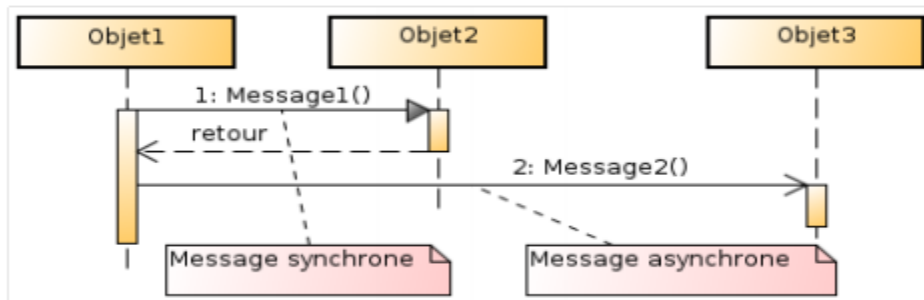 Objet1
Objet2
Objet3
1: Message1()
retour
2: Message2()
Message synchrone
Message asynchrone